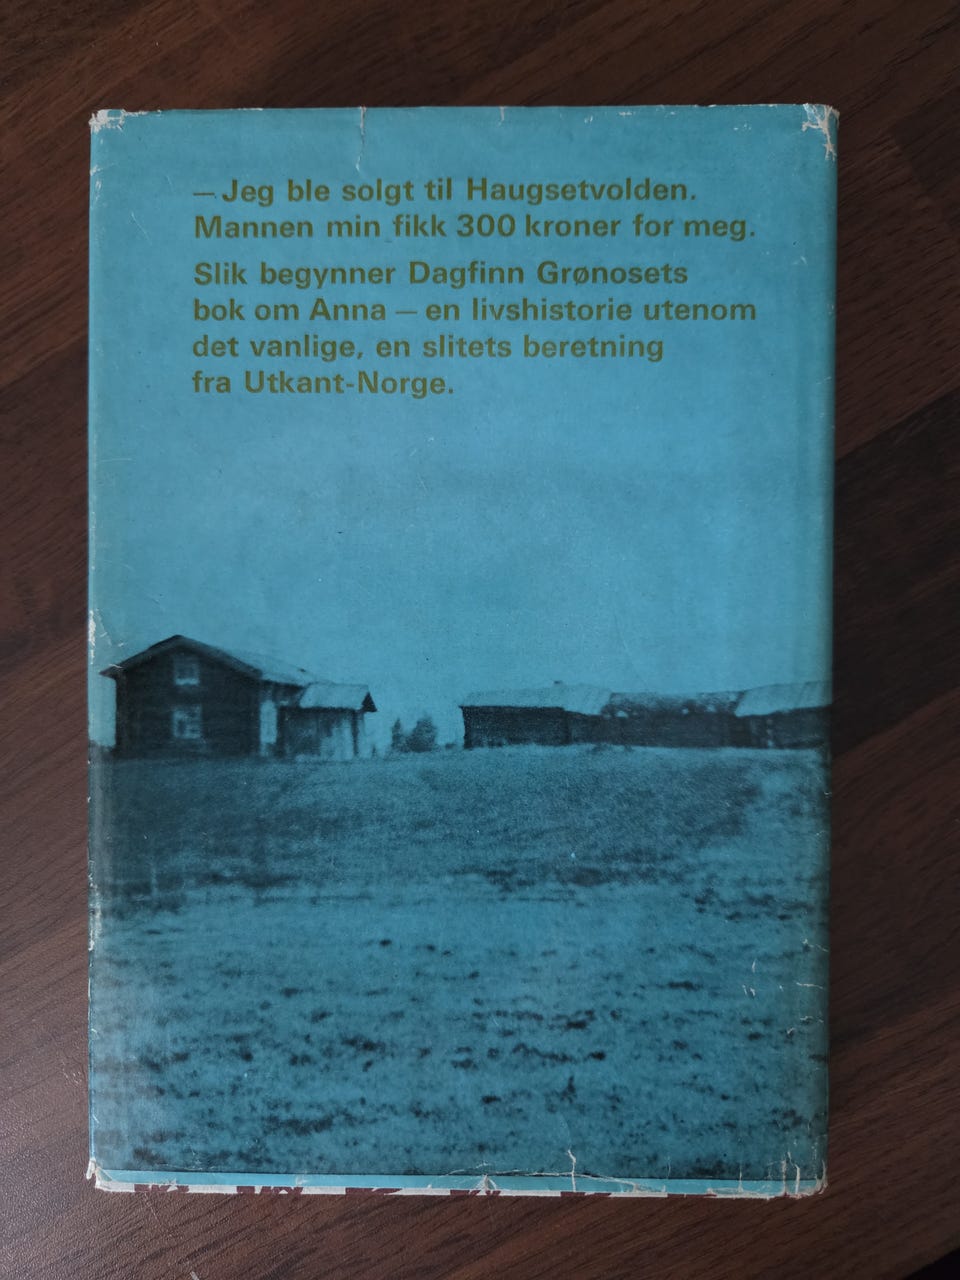 – Jeg ble solgt til Haugsetvolden.
Mannen min fikk 300 kroner for meg.
Slik begynner Dagfinn Grønosets
bok om Anna – en livshistorie utenom
det vanlige, en slitets beretning
fra Utkant-Norge.